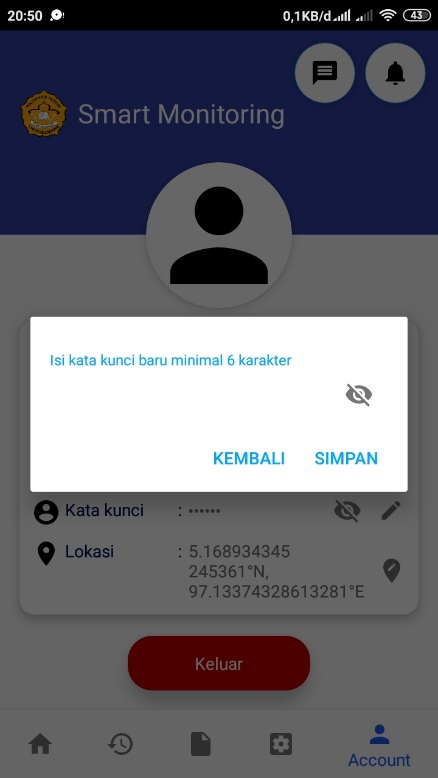 20:50
0,1KB/d
43
Smart Monitoring
Isi kata kunci baru minimal 6 karakter
KEMBALI SIMPAN
Kata kunci : ••••••
Lokasi : 5.168934345
245361°N,
97.13374328613281°E
Keluar
Account